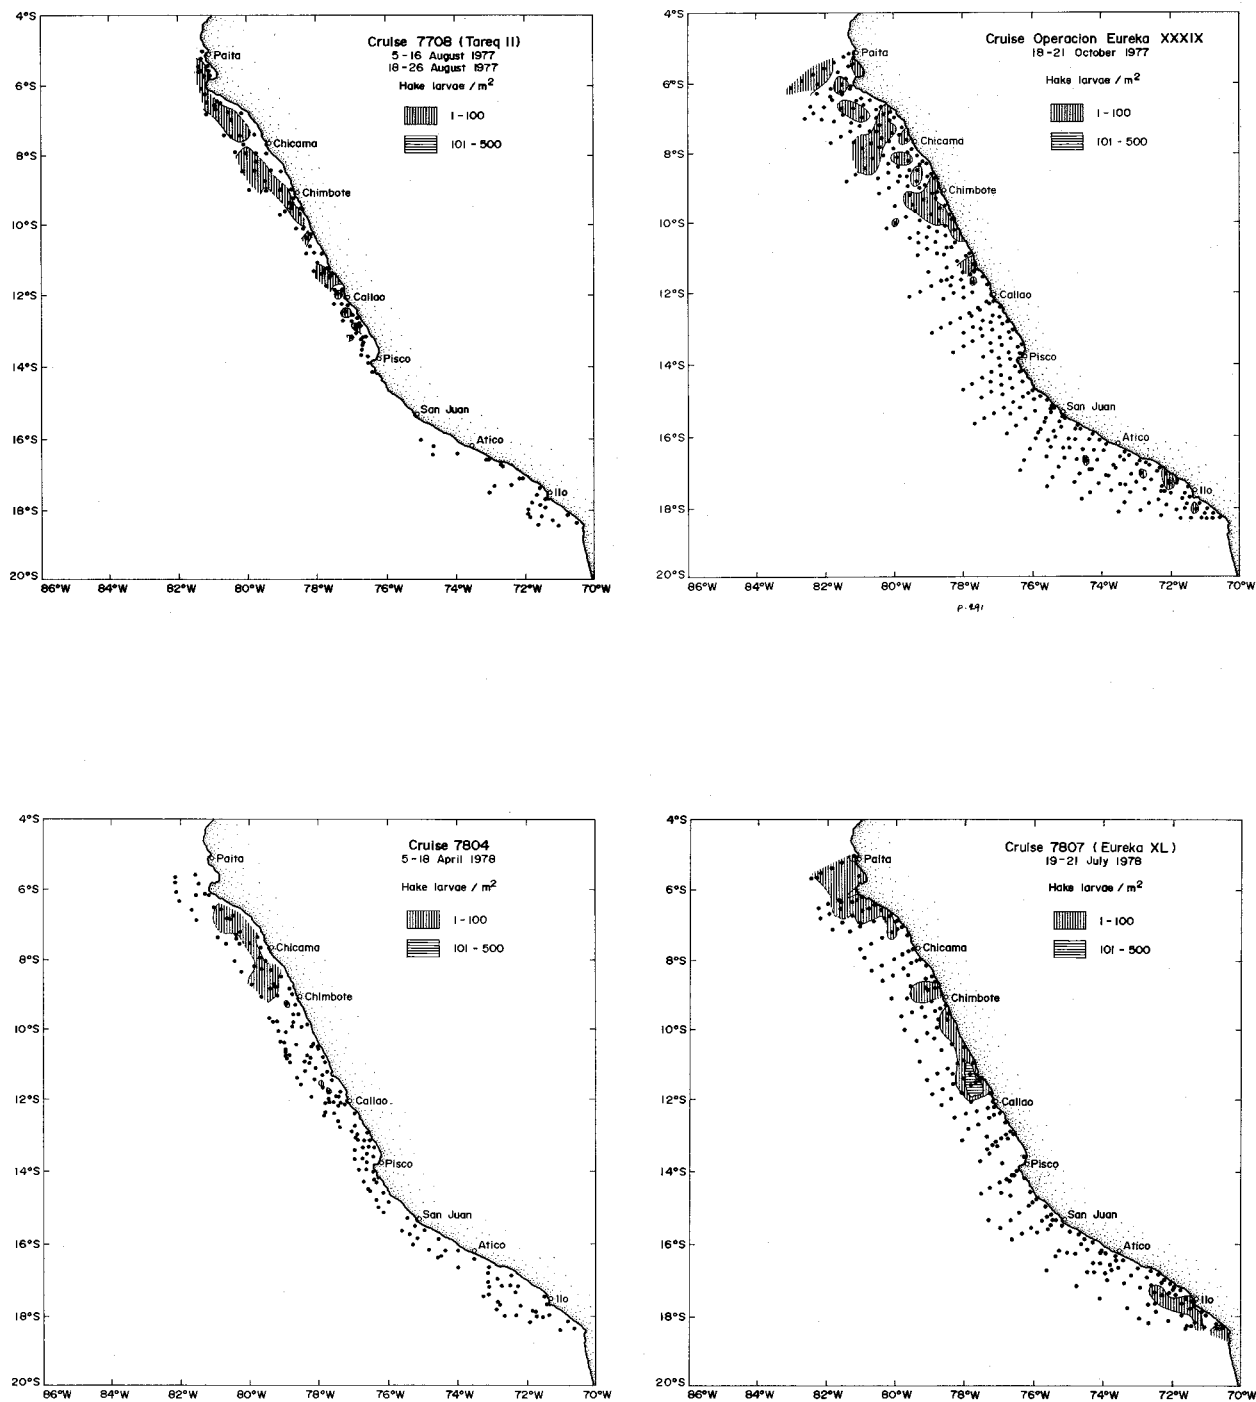 Cruise 7708 (Tareq II)
5-16 August 1977
18-26 August 1977
Hake larvae / m²
1-100
101-500
4°S
6°S
8°S
10°S
12°S
14°S
16°S
18°S
20°S
Paita
Chicama
Chimbote
Callao
Pisco
San Juan
Atico
Ilo
86°W 84°W 82°W 80°W 78°W 76°W 74°W 72°W 70°W
Cruise Operacion Eureka XXXIX
18-21 October 1977
Hake larvae / m²
1-100
101-500
4°S
6°S
8°S
10°S
12°S
14°S
16°S
18°S
20°S
Paita
Chicama
Chimbote
Callao
Pisco
San Juan
Atico
Ilo
86°W 84°W 82°W 80°W 78°W 76°W 74°W 72°W 70°W
P.291
Cruise 7804
5-18 April 1978
Hake larvae / m²
1-100
101-500
4°S
6°S
8°S
10°S
12°S
14°S
16°S
18°S
20°S
Paita
Chicama
Chimbote
Callao
Pisco
San Juan
Atico
Ilo
86°W 84°W 82°W 80°W 78°W 76°W 74°W 72°W 70°W
Cruise 7807 (Eureka XL)
19-21 July 1978
Hake larvae / m²
1-100
101-500
4°S
6°S
8°S
10°S
12°S
14°S
16°S
18°S
20°S
Paita
Chicama
Chimbote
Callao
Pisco
San Juan
Atico
Ilo
86°W 84°W 82°W 80°W 78°W 76°W 74°W 72°W 70°W